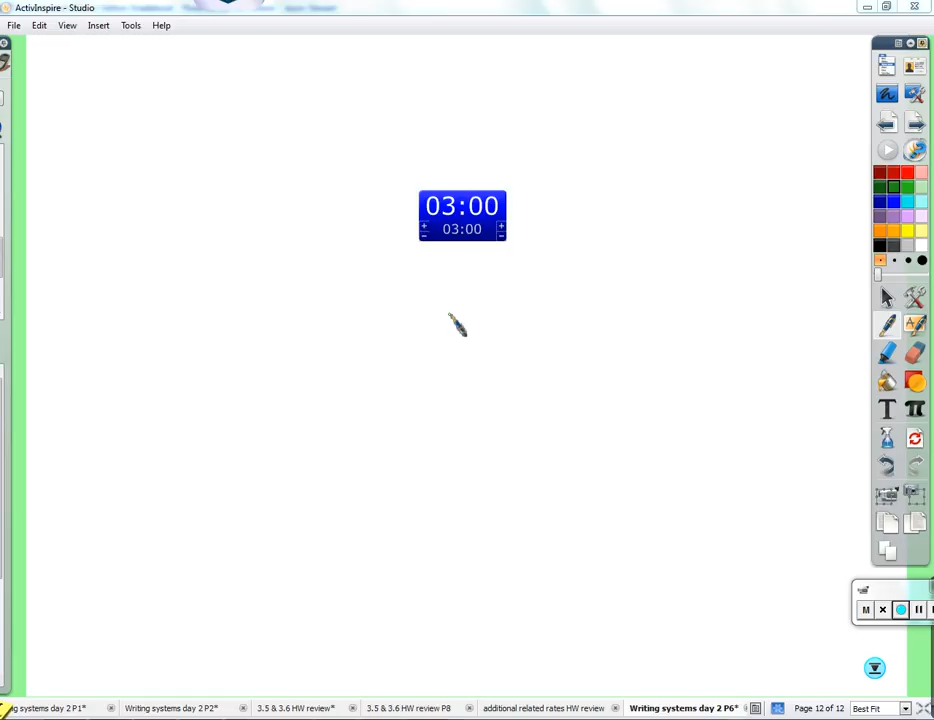 ActivInspire - Studio
File Edit View Insert Tools Help
03:00
+ 03:00 +
- -
T π
M
ng systems day 2 P1* Writing systems day 2 P2* 3.5 & 3.6 HW review* 3.5 & 3.6 HW review P8 additional related rates HW review Writing systems day 2 P6* Page 12 of 12 Best Fit